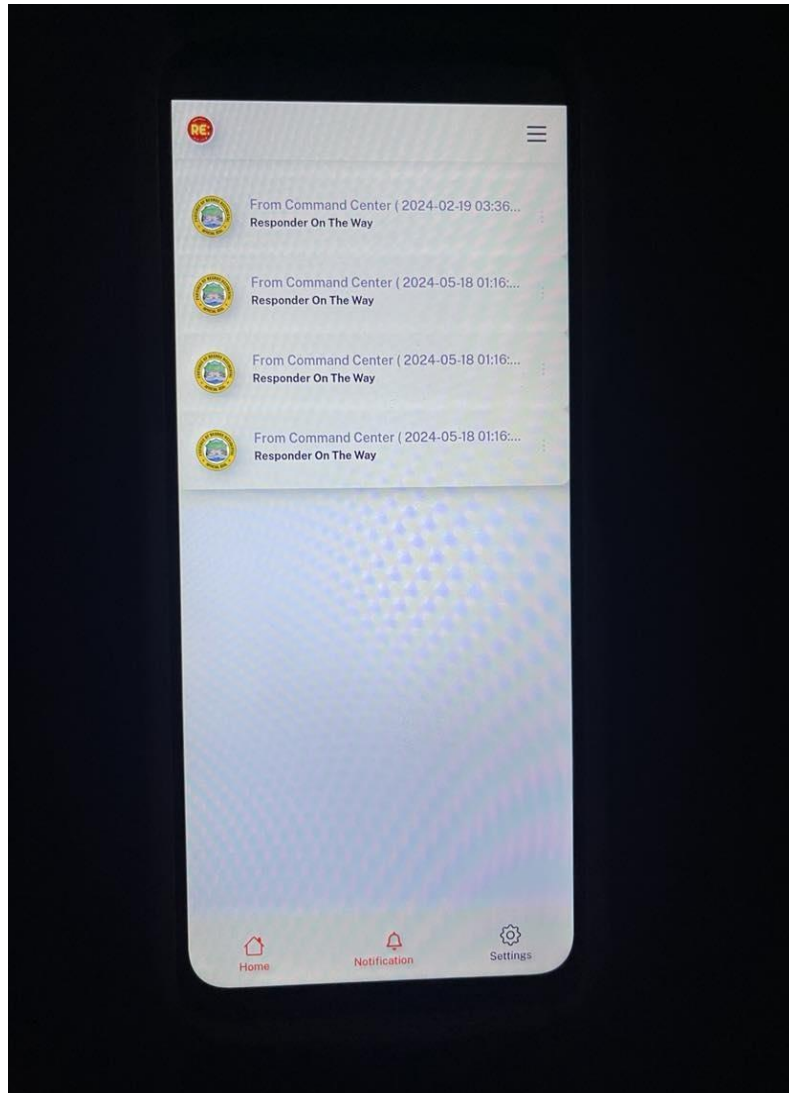 RE:
From Command Center ( 2024-02-19 03:36...
Responder On The Way
From Command Center ( 2024-05-18 01:16:...
Responder On The Way
From Command Center ( 2024-05-18 01:16:...
Responder On The Way
From Command Center ( 2024-05-18 01:16:...
Responder On The Way
Home
Notification
Settings